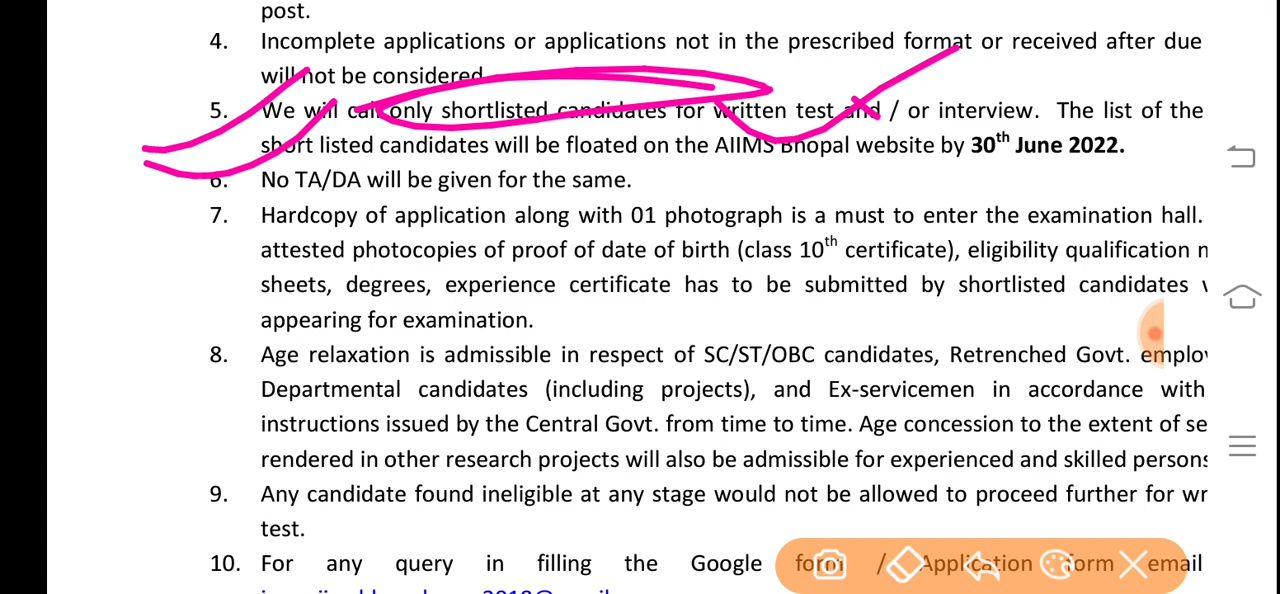 post.
4. Incomplete applications or applications not in the prescribed format or received after due
will not be considered
5. We will call only shortlisted candidates for written test and / or interview. The list of the
short listed candidates will be floated on the AIIMS Bhopal website by 30th June 2022.
6. No TA/DA will be given for the same.
7. Hardcopy of application along with 01 photograph is a must to enter the examination hall.
attested photocopies of proof of date of birth (class 10th certificate), eligibility qualification
sheets, degrees, experience certificate has to be submitted by shortlisted candidates
appearing for examination.
8. Age relaxation is admissible in respect of SC/ST/OBC candidates, Retrenched Govt.
Departmental candidates (including projects), and Ex-servicemen in accordance with
instructions issued by the Central Govt. from time to time. Age concession to the extent of
rendered in other research projects will also be admissible for experienced and skilled persons
9. Any candidate found ineligible at any stage would not be allowed to proceed further for
test.
10. For any query in filling the Google form / Application form email